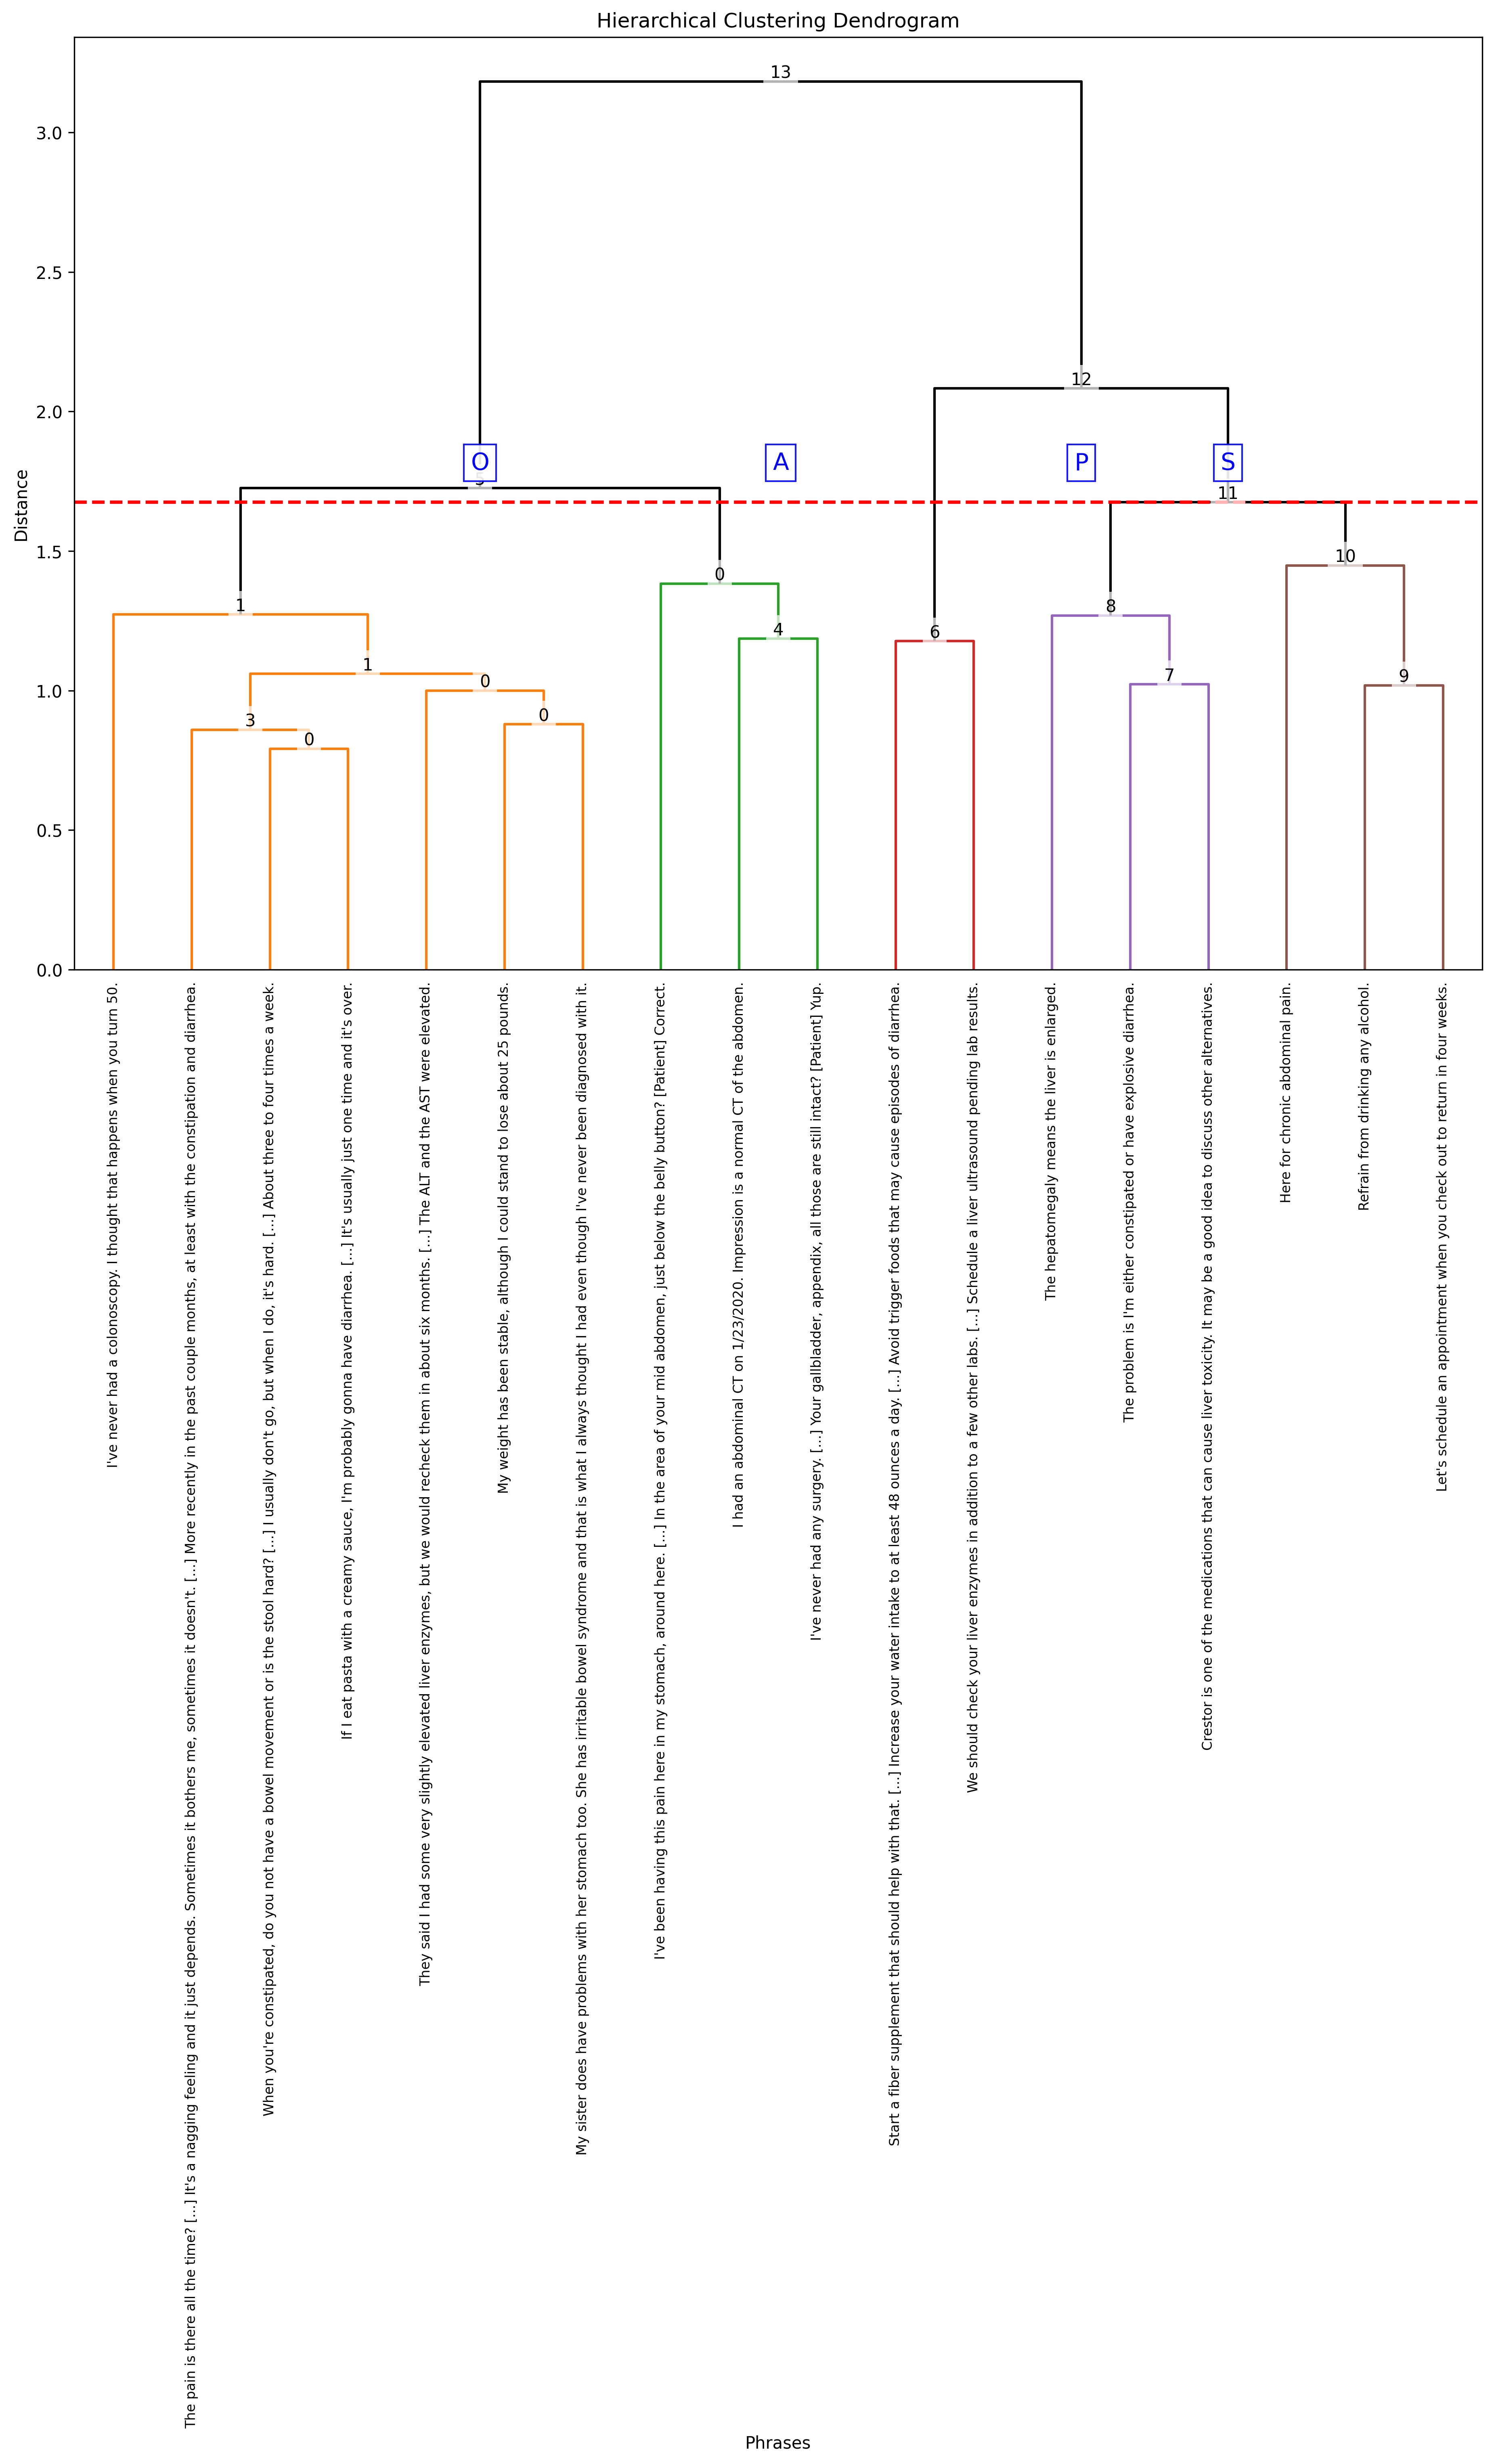 Hierarchical Clustering Dendrogram
13
3.0
2.5
12
2.0
O
A
P
S
Distance
11
1.5
10
0
1
8
4
6
1
7
9
1.0
0
3
0
0
0.5
0.0
I've never had a colonoscopy. I thought that happens when you turn 50.
The pain is there all the time? [...] It's a nagging feeling and it just depends. Sometimes it bothers me, sometimes it doesn't. [...] More recently in the past couple months, at least with the constipation and diarrhea.
When you're constipated, do you not have a bowel movement or is the stool hard? [...] I usually don't go, but when I do, it's hard. [...] About three to four times a week.
If I eat pasta with a creamy sauce, I'm probably gonna have diarrhea. [...] It's usually just one time and it's over.
They said I had some very slightly elevated liver enzymes, but we would recheck them in about six months. [...] The ALT and the AST were elevated.
My weight has been stable, although I could stand to lose about 25 pounds.
My sister does have problems with her stomach too. She has irritable bowel syndrome and that is what I always thought I had even though I've never been diagnosed with it.
I've been having this pain here in my stomach, around here. [...] In the area of your mid abdomen, just below the belly button? [Patient] Correct.
I had an abdominal CT on 1/23/2020. Impression is a normal CT of the abdomen.
I've never had any surgery. [...] Your gallbladder, appendix, all those are still intact? [Patient] Yup.
Start a fiber supplement that should help with that. [...] Increase your water intake to at least 48 ounces a day. [...] Avoid trigger foods that may cause episodes of diarrhea.
We should check your liver enzymes in addition to a few other labs. [...] Schedule a liver ultrasound pending lab results.
The hepatomegaly means the liver is enlarged.
The problem is I'm either constipated or have explosive diarrhea.
Crestor is one of the medications that can cause liver toxicity. It may be a good idea to discuss other alternatives.
Here for chronic abdominal pain.
Refrain from drinking any alcohol.
Let's schedule an appointment when you check out to return in four weeks.
Phrases